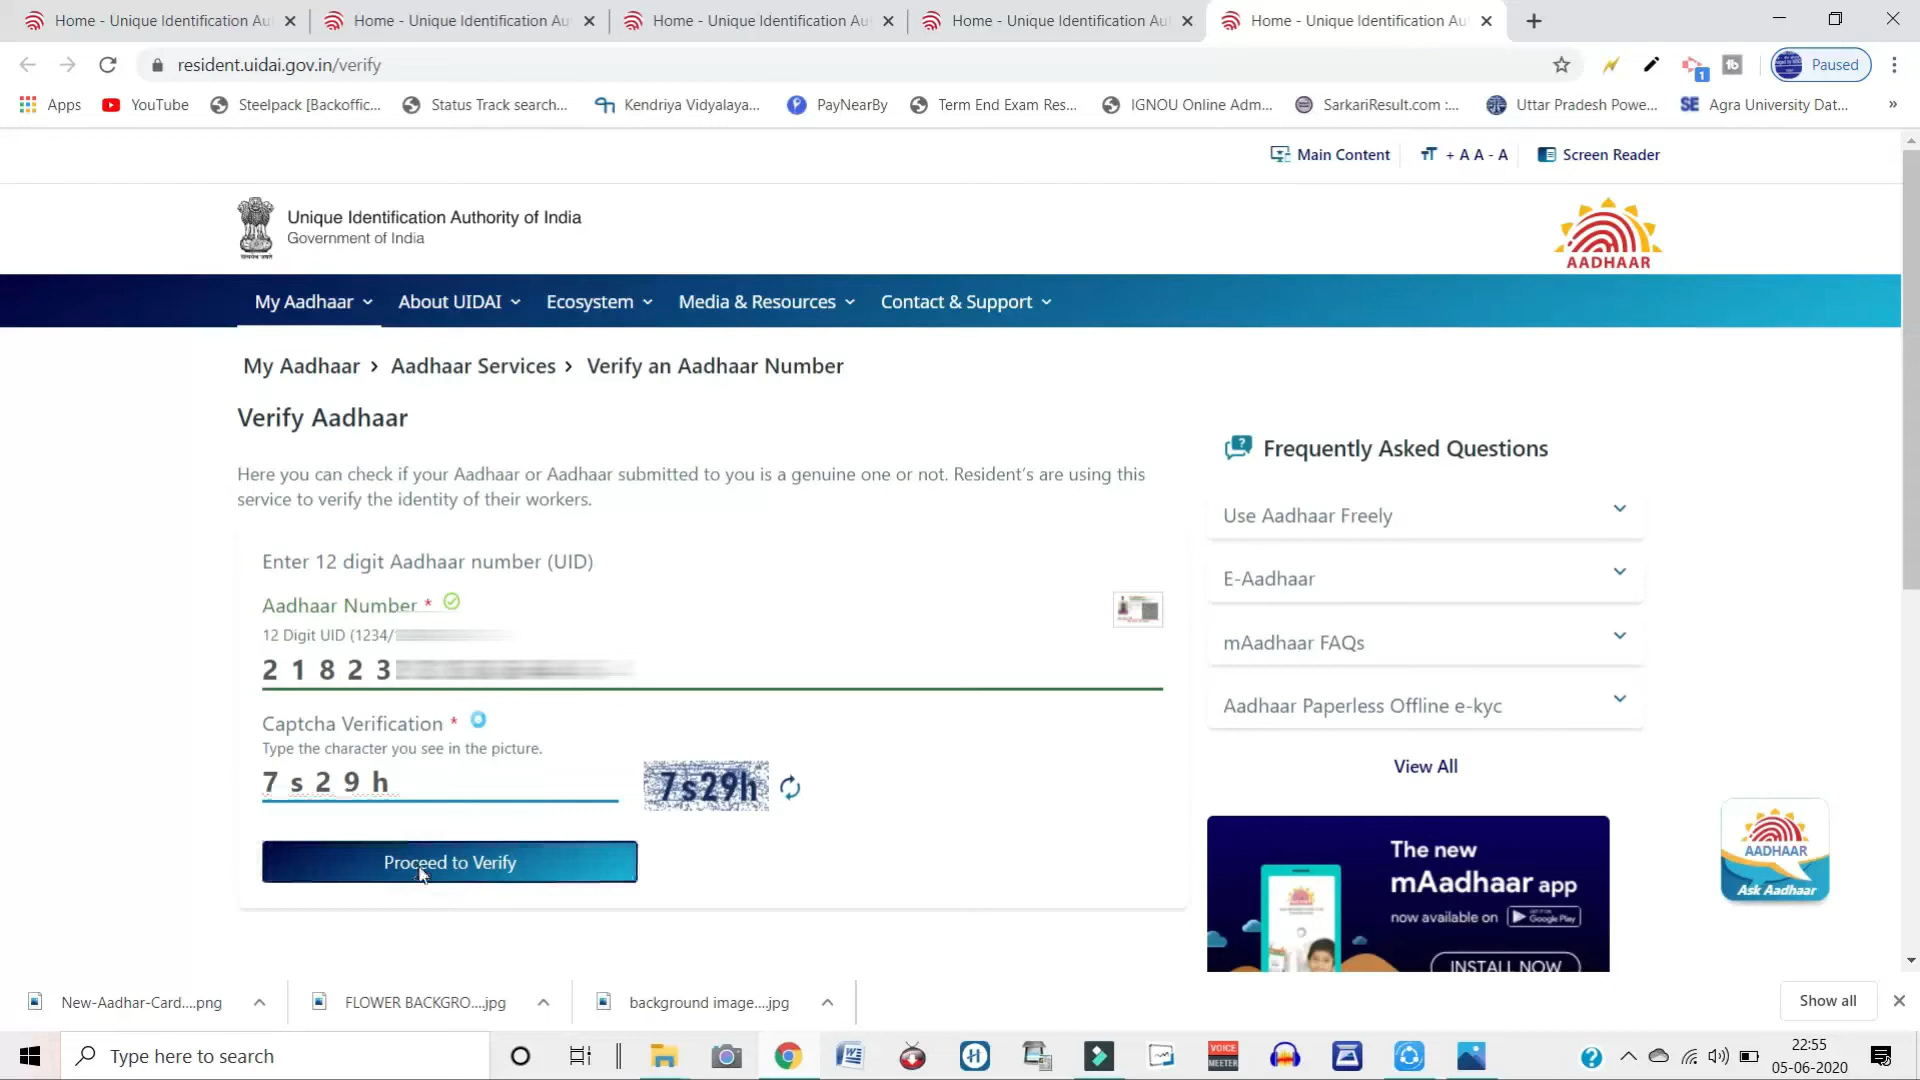 Home - Unique Identification Au
Home - Unique Identification Au
Home - Unique Identification Au
Home - Unique Identification Au
Home - Unique Identification Au
resident.uidai.gov.in/verify
1
Paused
Apps
YouTube
Steelpack [Backoffic...
Status Track search...
Kendriya Vidyalaya...
PayNearBy
Term End Exam Res...
IGNOU Online Adm...
SarkariResult.com :...
Uttar Pradesh Powe...
SE Agra University Dat...
»
Main Content
+ A A - A
Screen Reader
Unique Identification Authority of India
Government of India
AADHAAR
My Aadhaar
About UIDAI
Ecosystem
Media & Resources
Contact & Support
My Aadhaar > Aadhaar Services > Verify an Aadhaar Number
Verify Aadhaar
Here you can check if your Aadhaar or Aadhaar submitted to you is a genuine one or not. Resident's are using this
service to verify the identity of their workers.
Enter 12 digit Aadhaar number (UID)
Aadhaar Number *
12 Digit UID (1234/
2 1 8 2 3
Captcha Verification *
Type the character you see in the picture.
7 s 2 9 h
7s29h
Proceed to Verify
Frequently Asked Questions
Use Aadhaar Freely
E-Aadhaar
mAadhaar FAQs
Aadhaar Paperless Offline e-kyc
View All
The new
mAadhaar app
now available on
Google Play
INSTALL NOW
AADHAAR
Ask Aadhaar
New-Aadhar-Card....png
FLOWER BACKGRO....jpg
background image....jpg
Show all
Type here to search
VOICE
MEETER
22:55
05-06-2020